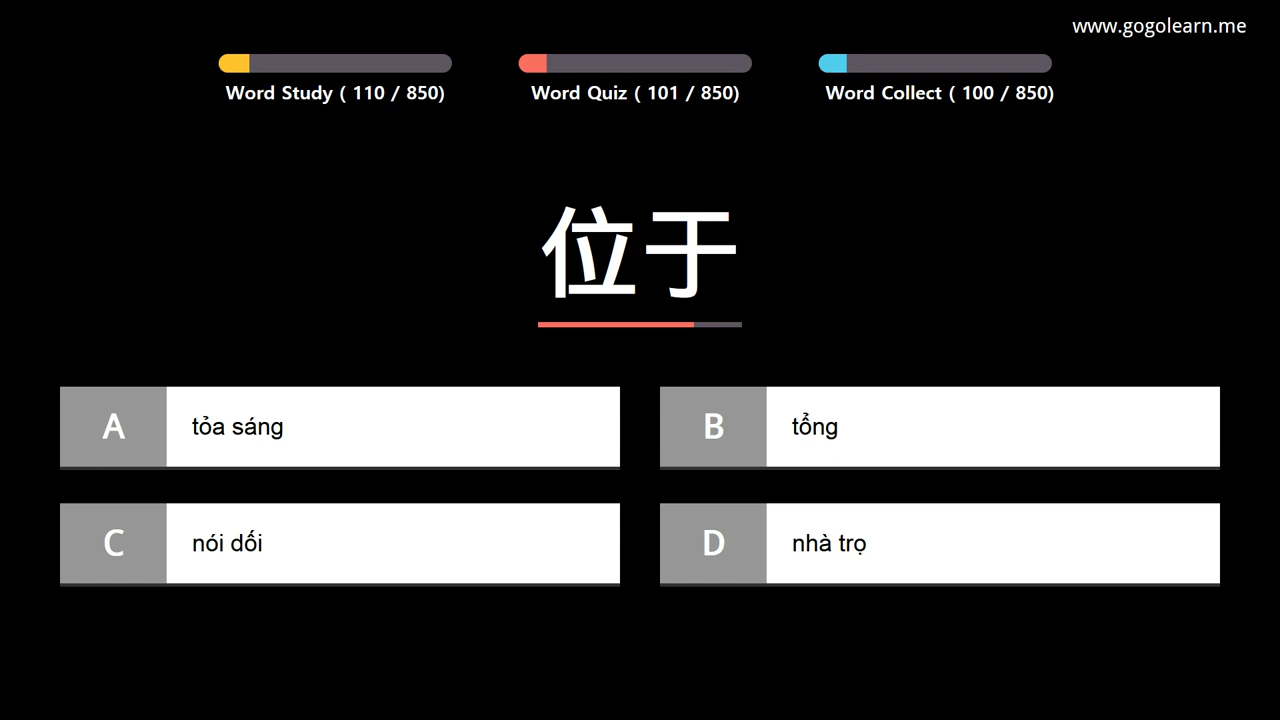 www.gogolearn.me
Word Study ( 110 / 850)
Word Quiz ( 101 / 850)
Word Collect ( 100 / 850)
位于
A tỏa sáng
B tổng
C nói dối
D nhà trọ